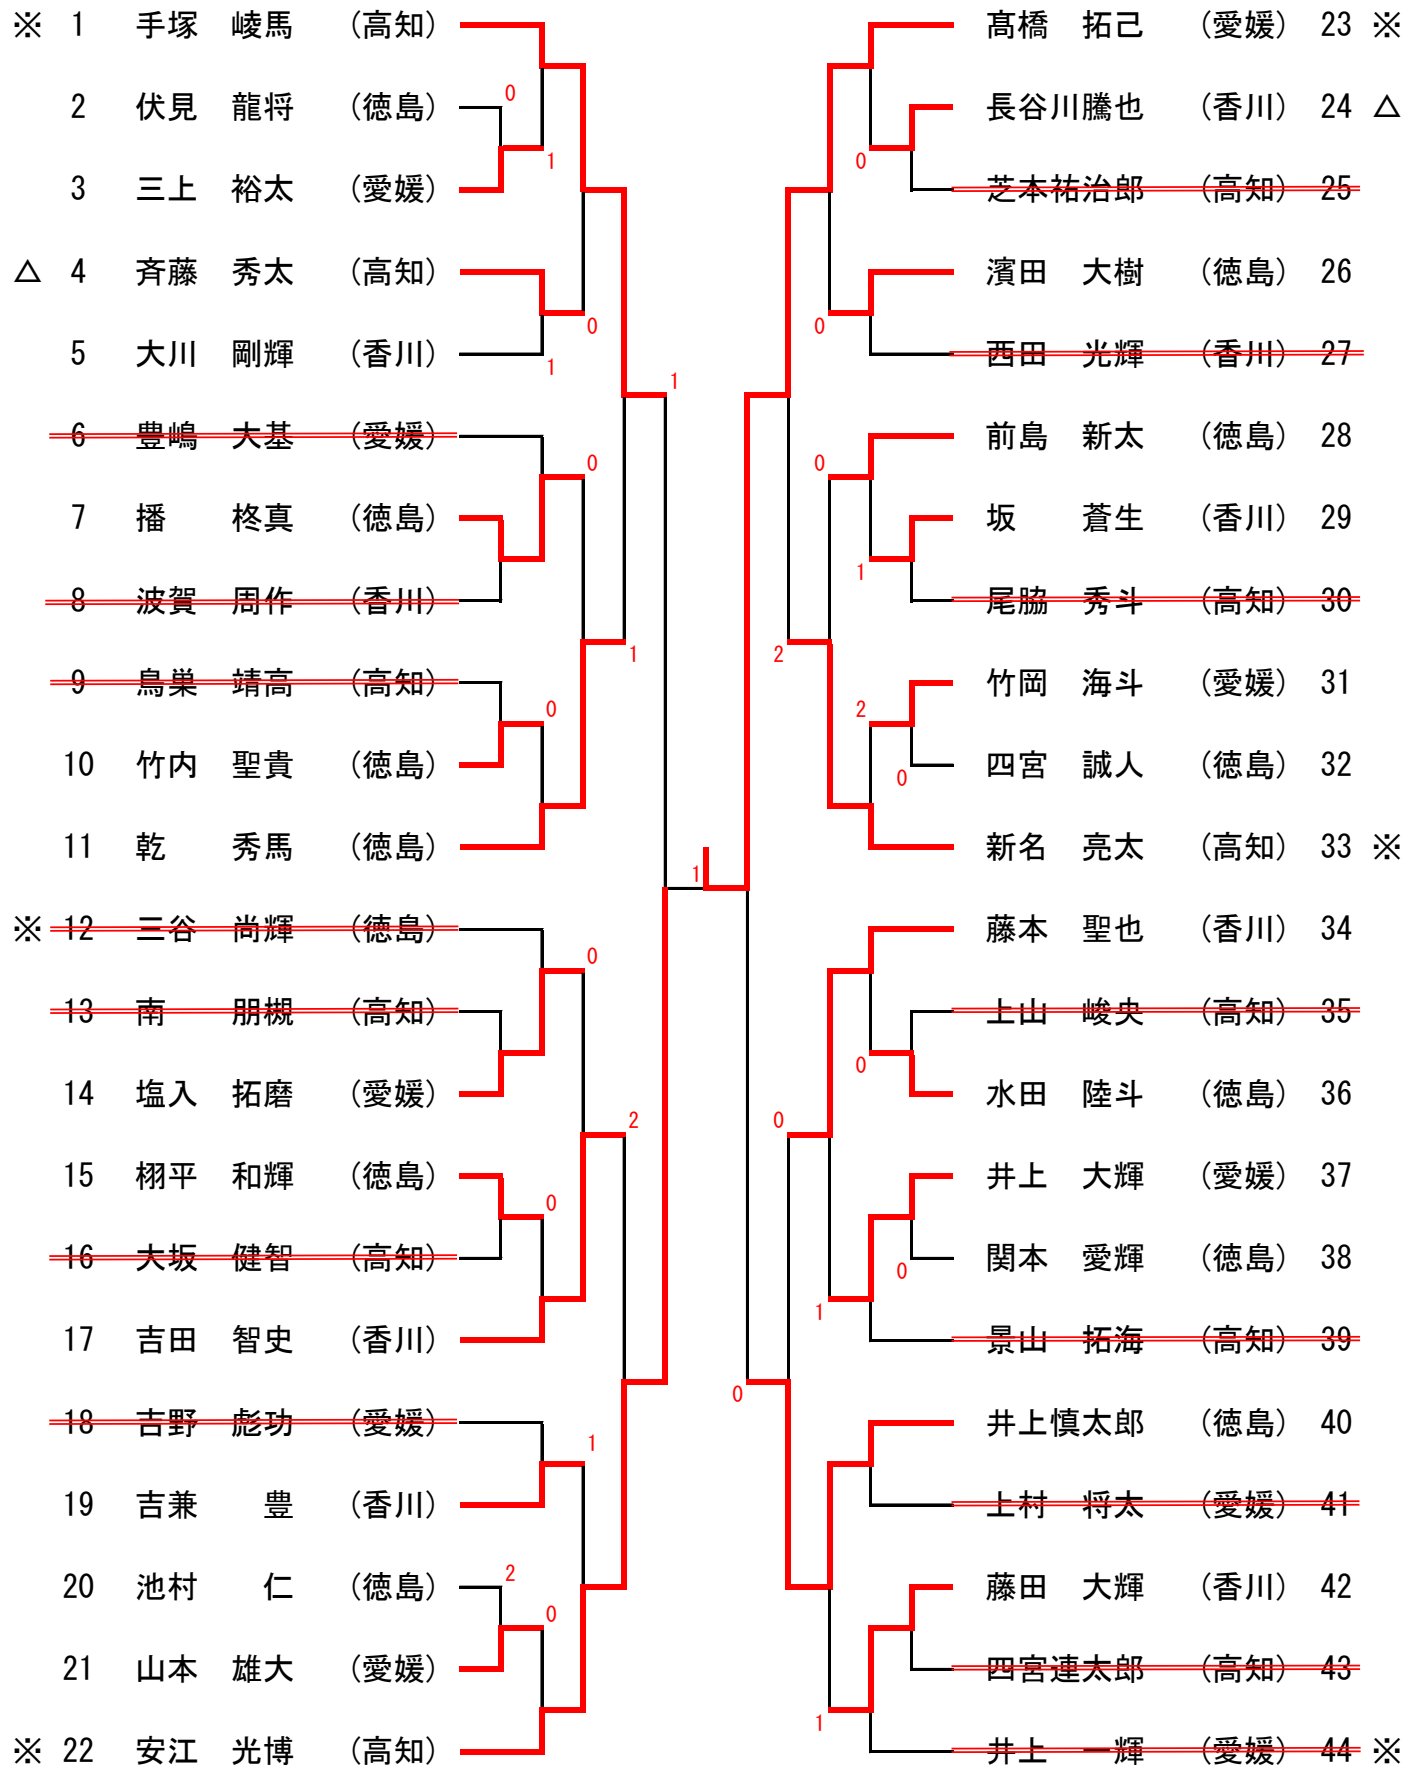 ※ 1 手塚 崚馬 (高知)
0
2 伏見 龍将 (徳島)
1
3 三上 裕太 (愛媛)
△ 4 斉藤 秀太 (高知)
0
5 大川 剛輝 (香川)
1
1
6 豊嶋 大基 (愛媛)
0
7 播 柊真 (徳島)
8 波賀 周作 (香川)
1
9 鳥巣 靖高 (高知)
0
10 竹内 聖貴 (徳島)
11 乾 秀馬 (徳島)
1
※ 12 三谷 尚輝 (徳島)
0
13 南 朋槻 (高知)
14 塩入 拓磨 (愛媛)
2
15 栩平 和輝 (徳島)
0
16 大坂 健智 (高知)
17 吉田 智史 (香川)
18 吉野 彪功 (愛媛)
1
19 吉兼 豊 (香川)
20 池村 仁 (徳島)
2
0
21 山本 雄大 (愛媛)
※ 22 安江 光博 (高知)
髙橋 拓己 (愛媛) 23 ※
長谷川騰也 (香川) 24 △
0
芝本祐治郎 (高知) 25
濱田 大樹 (徳島) 26
0
西田 光輝 (香川) 27
前島 新太 (徳島) 28
0
坂 蒼生 (香川) 29
1
尾脇 秀斗 (高知) 30
2
竹岡 海斗 (愛媛) 31
2
四宮 誠人 (徳島) 32
0
新名 亮太 (高知) 33 ※
藤本 聖也 (香川) 34
上山 峻央 (高知) 35
0
水田 陸斗 (徳島) 36
0
井上 大輝 (愛媛) 37
関本 愛輝 (徳島) 38
0
1
景山 拓海 (高知) 39
0
井上慎太郎 (徳島) 40
上村 将太 (愛媛) 41
藤田 大輝 (香川) 42
四宮連太郎 (高知) 43
1
井上 一輝 (愛媛) 44 ※